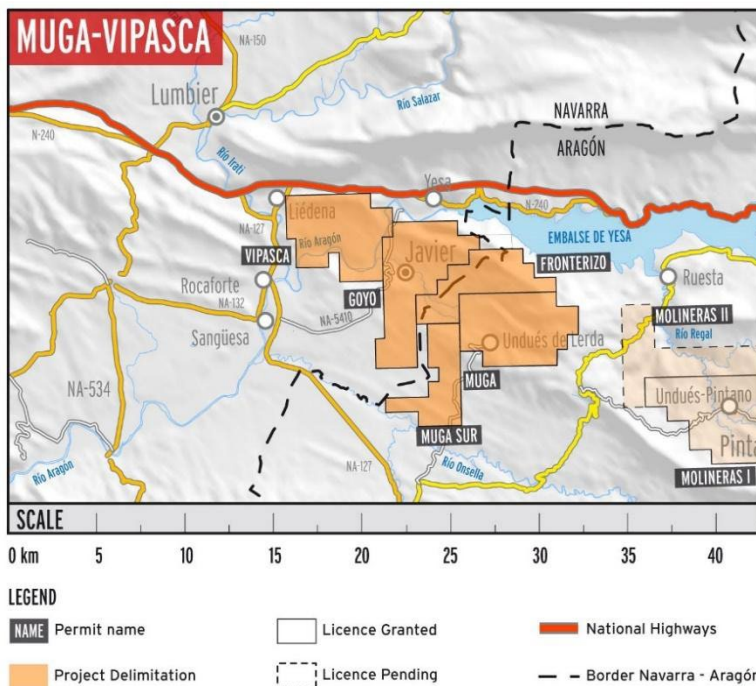 MUGA-VIPASCA
NA-150
Lumbier
Río Salazar
NAVARRA
ARAGÓN
N-240
Río Irati
Yesa
N-240
Liédena
NA-127
EMBALSE DE YESA
VIPASCA
Río Aragón
Javier
FRONTERIZO
Rocaforte
GOYO
Ruesta
NA-132
NA-5410
MOLINERAS II
Sangüesa
Undués de Lerda
Río Regal
NA-534
MUGA
Undués-Pintano
MUGA SUR
Pinta
Río Aragón
NA-127
Río Onsella
MOLINERAS I
SCALE
0 km 5 10 15 20 25 30 35 40
LEGEND
NAME Permit name
Licence Granted
National Highways
Project Delimitation
Licence Pending
Border Navarra - Aragón